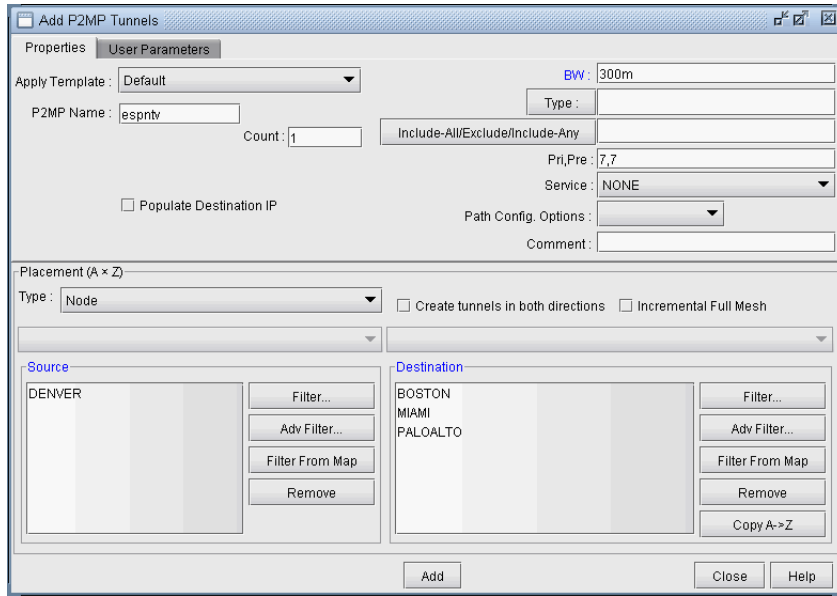 Add P2MP Tunnels
Properties User Parameters
Apply Template : Default
P2MP Name : espntv
Count : 1
Populate Destination IP
BW : 300m
Type :
Include-All/Exclude/Include-Any
Pri,Pre : 7,7
Service : NONE
Path Config. Options :
Comment :
Placement (A × Z)
Type : Node
Create tunnels in both directions Incremental Full Mesh
Source
DENVER
Filter...
Adv Filter...
Filter From Map
Remove
Destination
BOSTON
MIAMI
PALOALTO
Filter...
Adv Filter...
Filter From Map
Remove
Copy A->Z
Add Close Help